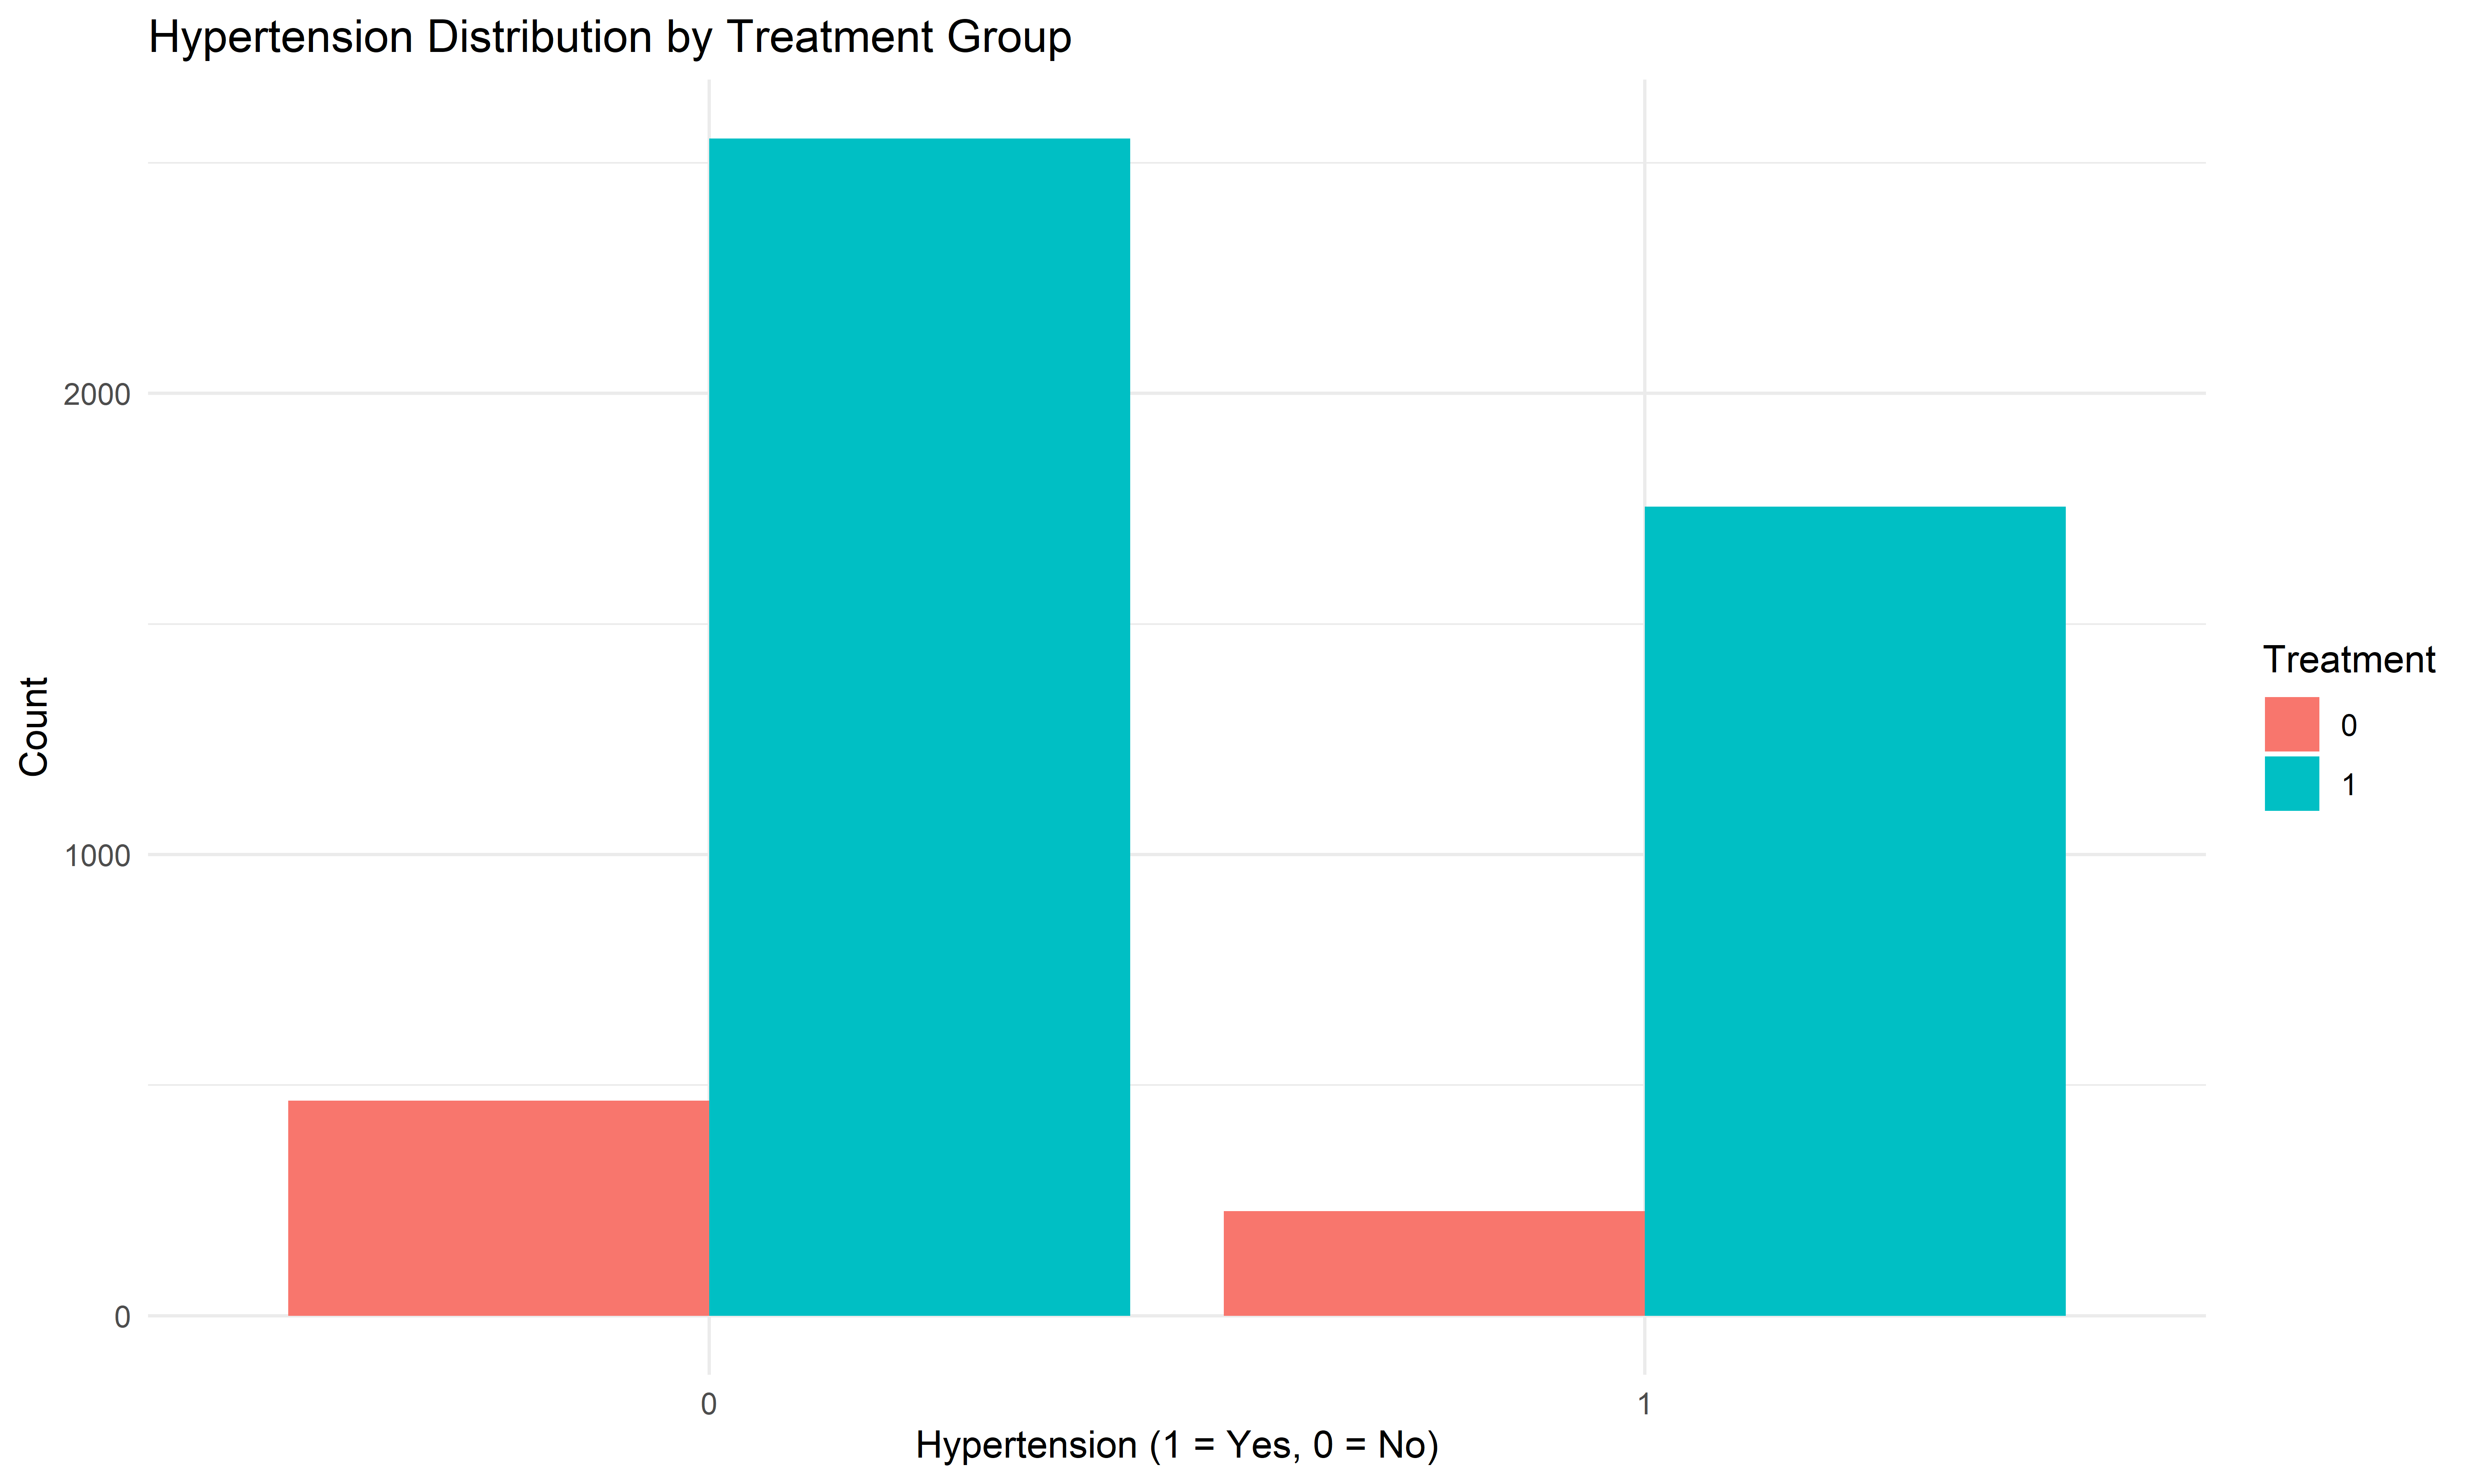 Hypertension Distribution by Treatment Group
Count
2000
1000
0
0
1
Hypertension (1 = Yes, 0 = No)
Treatment
0
1